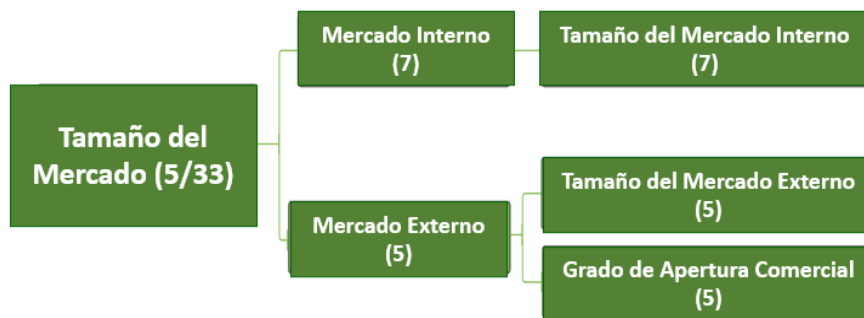 Tamaño del
Mercado (5/33)
Mercado Interno
(7)
Tamaño del Mercado Interno
(7)
Mercado Externo
(5)
Tamaño del Mercado Externo
(5)
Grado de Apertura Comercial
(5)